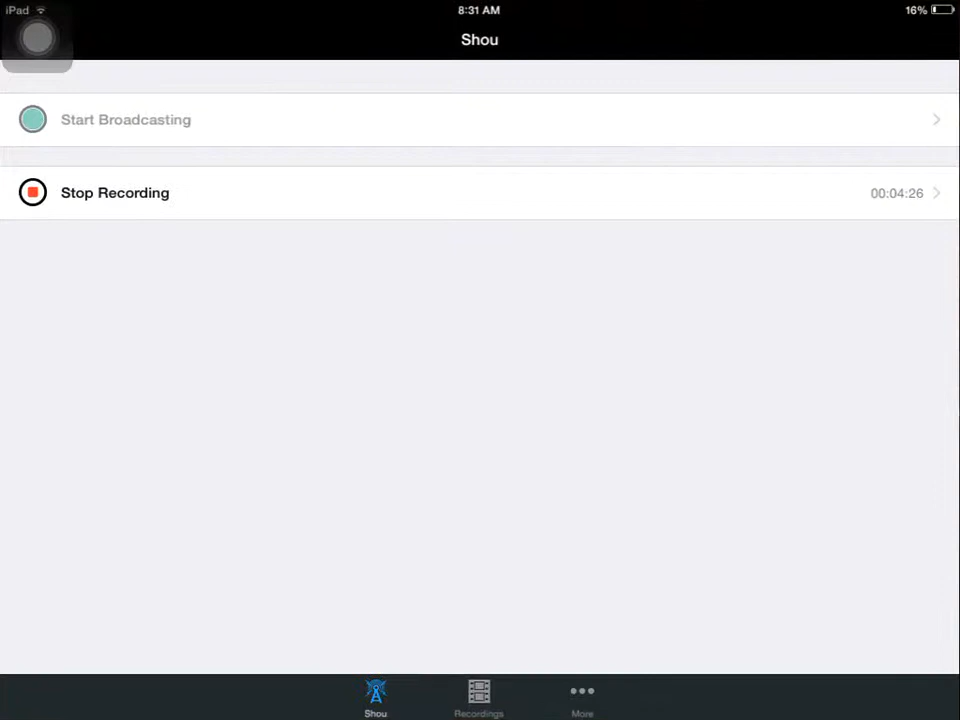 iPad 8:31 AM 16%
Shou
Start Broadcasting
Stop Recording 00:04:26
Shou Recordings More